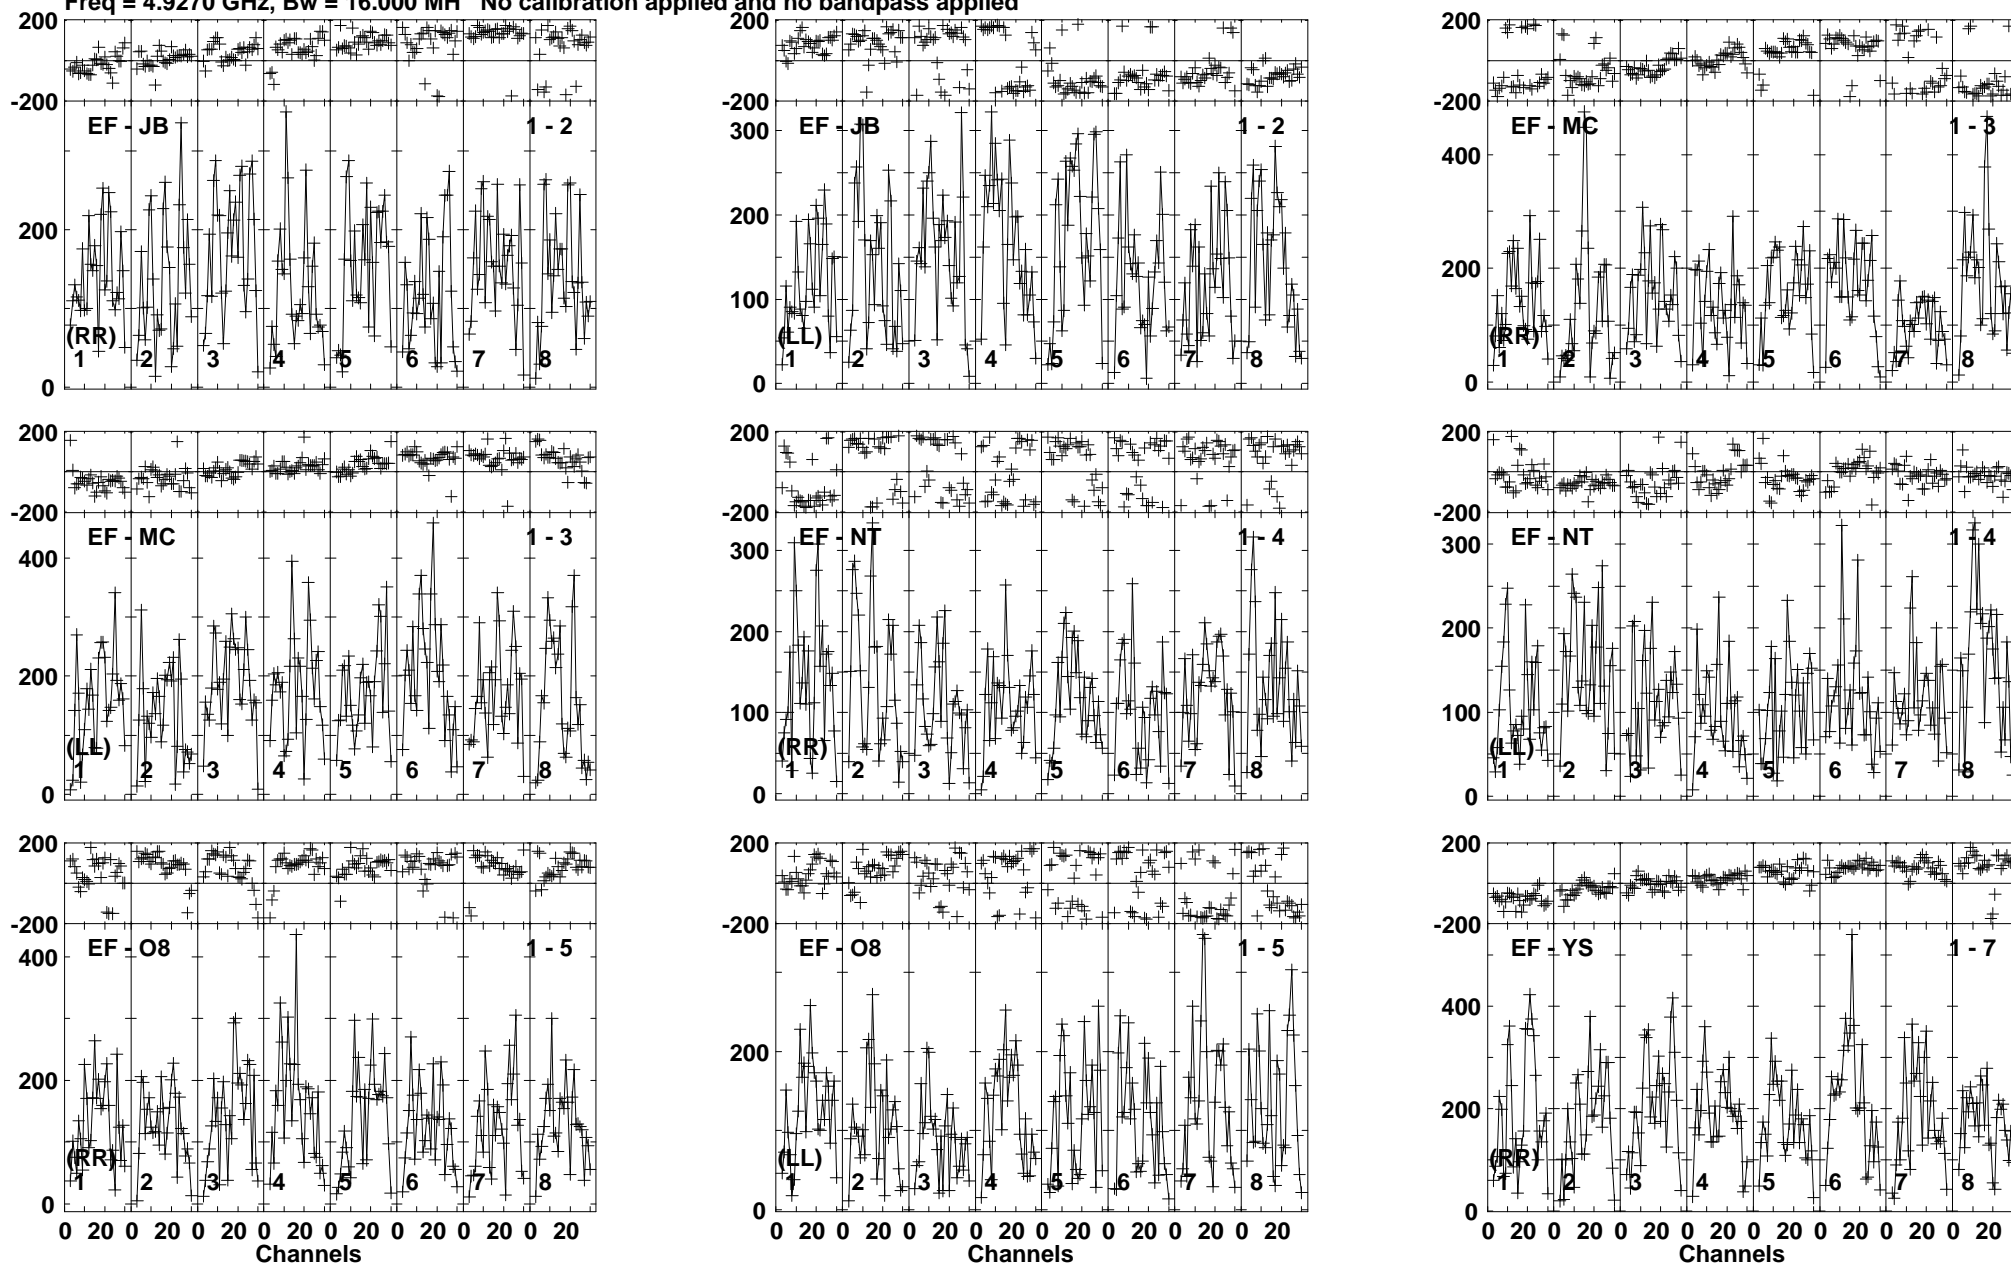 Freq = 4.9270 GHz, Bw = 16.000 MH No calibration applied and no bandpass applied
200 200 200
-200 -200 -200
EF - JB 1 - 2 EF - JB 1 - 2 EF - MC 1 - 3
300
400
200 200
200
100
(RR) (LL) (RR)
1 2 3 4 5 6 7 8 1 2 3 4 5 6 7 8 1 2 3 4 5 6 7 8
0 0 0
200 200 200
-200 -200 -200
EF - MC 1 - 3 EF - NT 1 - 4 EF - NT 1 - 4
400 300 300
200 200 200
100 100
(LL) (RR) (LL)
1 2 3 4 5 6 7 8 1 2 3 4 5 6 7 8 1 2 3 4 5 6 7 8
0 0 0
200 200 200
-200 -200 -200
EF - O8 1 - 5 EF - O8 1 - 5 EF - YS 1 - 7
400 400
200 200 200
(RR) (LL) (RR)
1 2 3 4 5 6 7 8 1 2 3 4 5 6 7 8 1 2 3 4 5 6 7 8
0 0 0
0 20 0 20 0 20 0 20 0 20 0 20 0 20 0 20 0 20 0 20 0 20 0 20 0 20 0 20 0 20 0 20 0 20 0 20 0 20 0 20 0 20 0 20 0 20 0 20
Channels Channels Channels